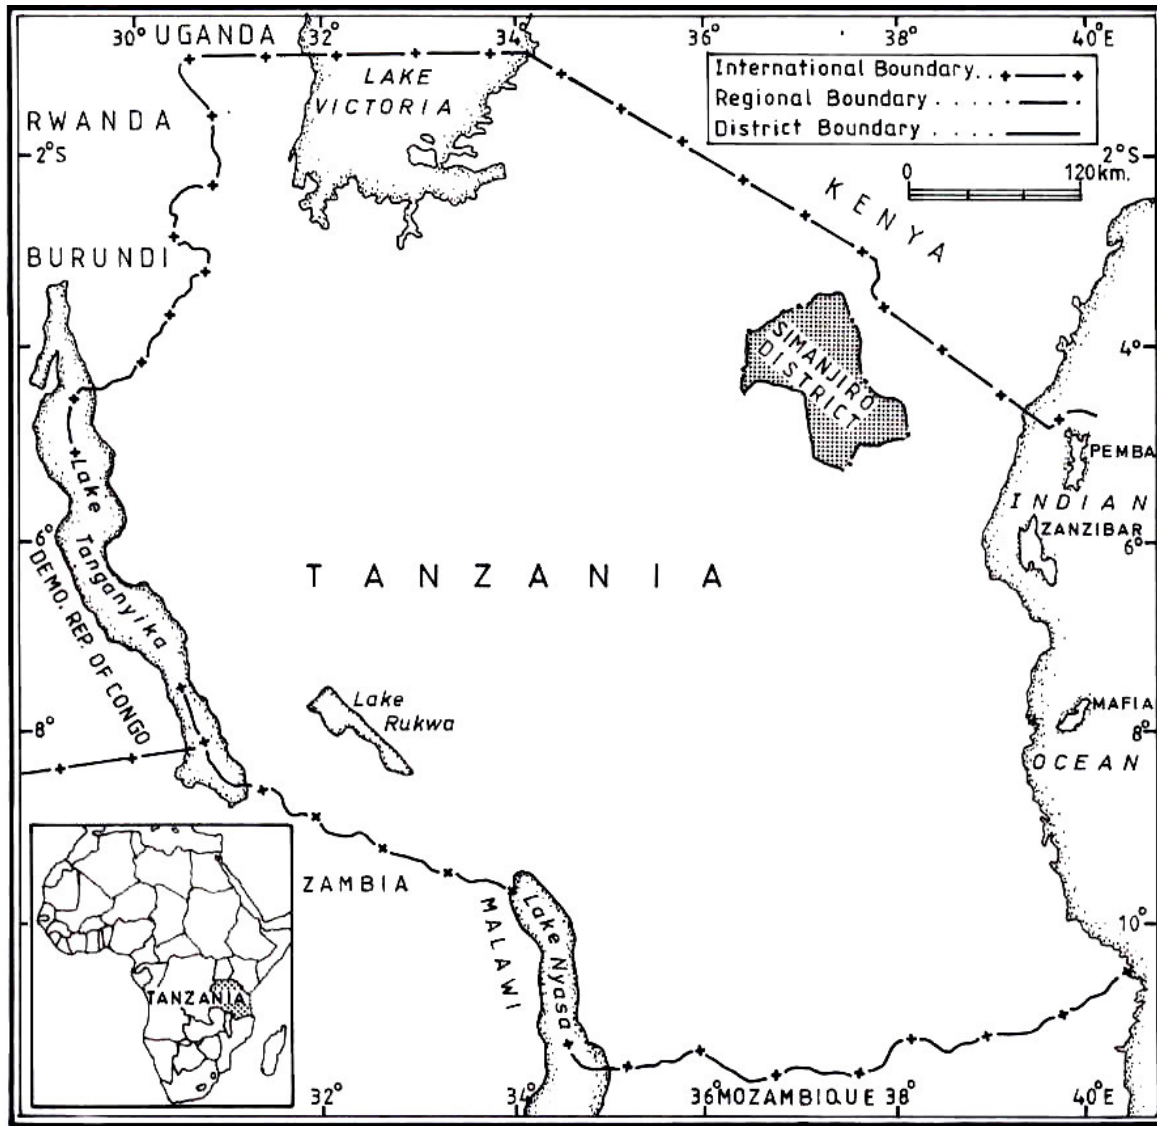 30° UGANDA 32° 34° 36° 38° 40°E
LAKE
VICTORIA
International Boundary
Regional Boundary
District Boundary
RWANDA
2°S
2°S
0 120km.
KENYA
BURUNDI
SIMANJIRO
DISTRICT
4°
PEMBA
INDIAN
ZANZIBAR
6°
6°
Lake
Tanganyika
DEMO. REP. OF CONGO
TANZANIA
Lake
Rukwa
MAFIA
8°
8°
OCEAN
ZAMBIA
MALAWI
Lake Nyasa
10°
TANZANIA
32° 34° 36° MOZAMBIQUE 38° 40°E